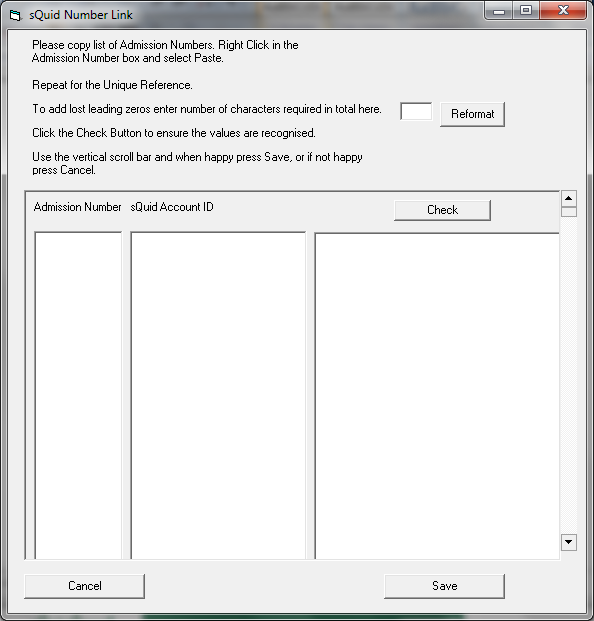 sQuid Number Link
Please copy list of Admission Numbers. Right Click in the
Admission Number box and select Paste.
Repeat for the Unique Reference.
To add lost leading zeros enter number of characters required in total here.
Reformat
Click the Check Button to ensure the values are recognised.
Use the vertical scroll bar and when happy press Save, or if not happy
press Cancel.
Admission Number sQuid Account ID
Check
Cancel
Save